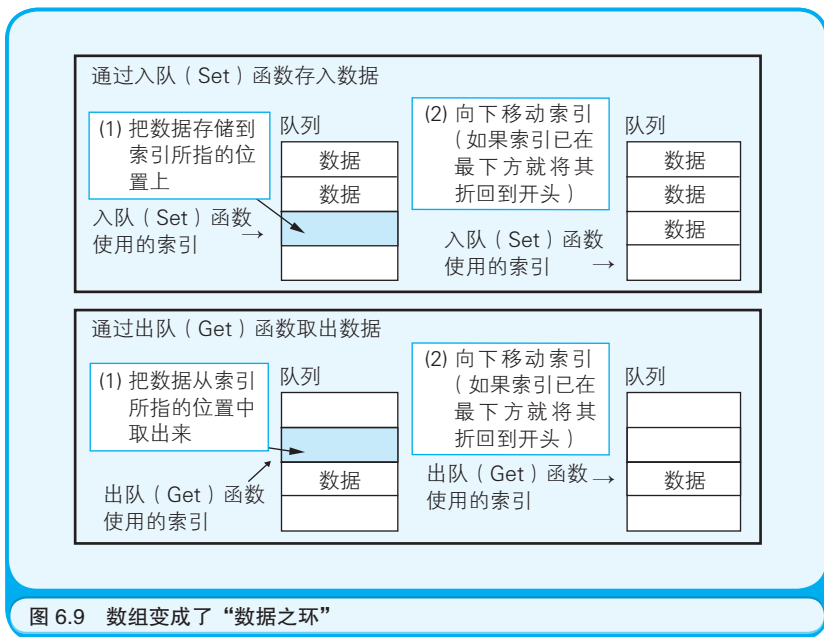 通过入队（Set）函数存入数据
(1) 把数据存储到
索引所指的位
置上
队列
数据
数据
入队（Set）函数
使用的索引 →
(2) 向下移动索引
（如果索引已在
最下方就将其
折回到开头）
队列
数据
数据
数据
入队（Set）函数
使用的索引 →
通过出队（Get）函数取出数据
(1) 把数据从索引
所指的位置中
取出来
队列
数据
出队（Get）函数
使用的索引
(2) 向下移动索引
（如果索引已在
最下方就将其
折回到开头）
队列
数据
出队（Get）函数 →
使用的索引
图 6.9 数组变成了“数据之环”